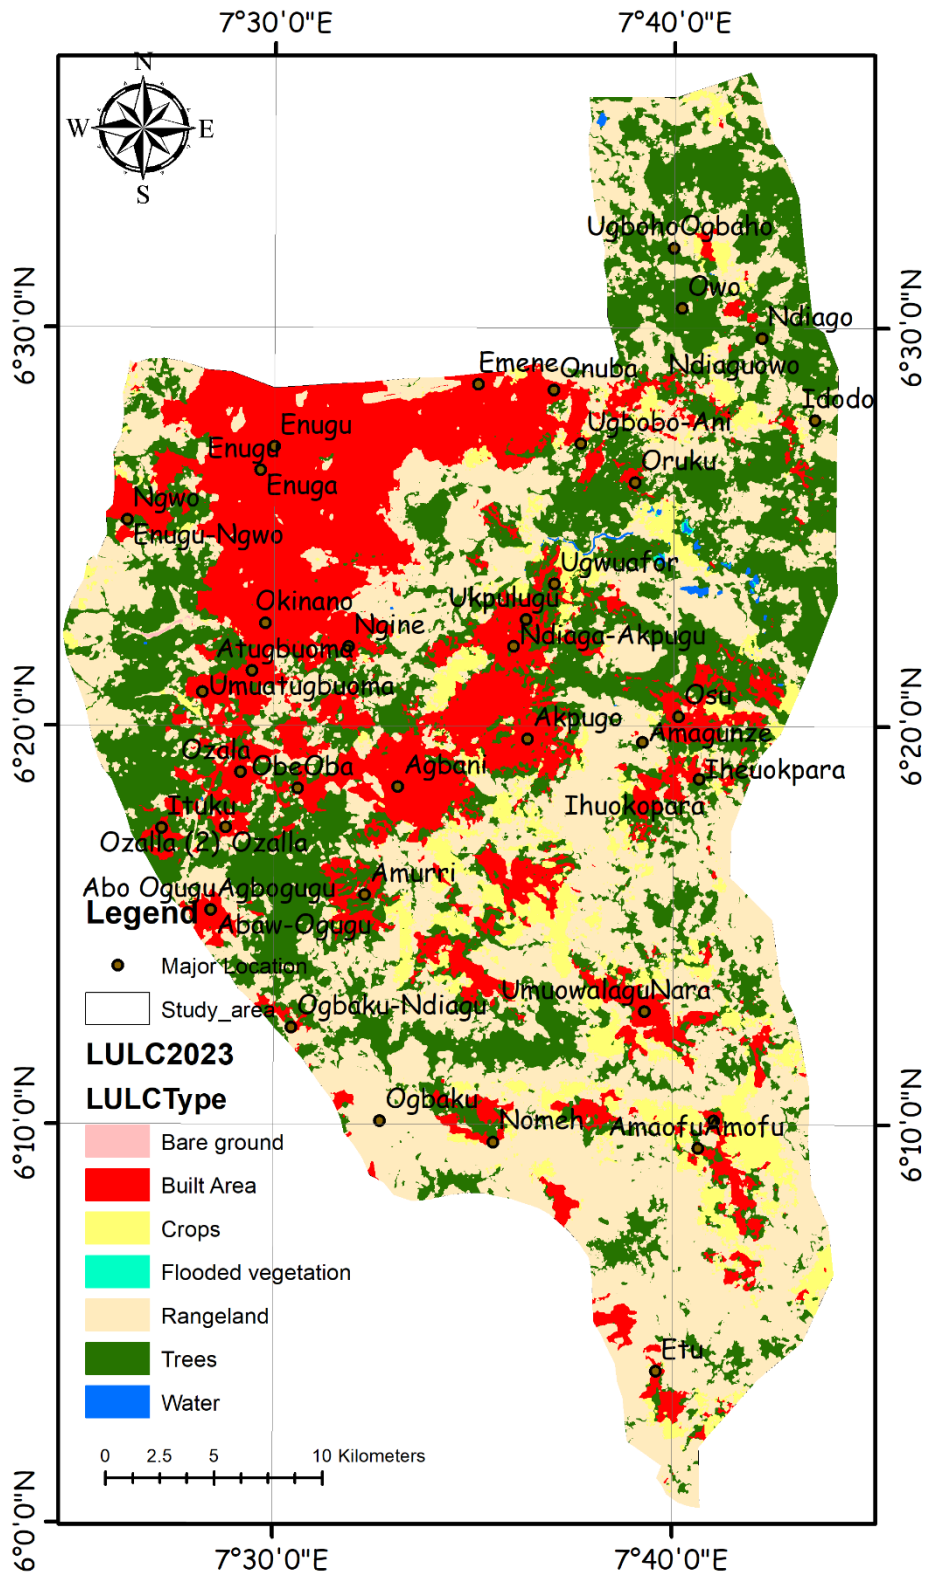 7°30'0"E 7°40'0"E
N
W E
S
UgbohoOgbaho
Owo
6°30'0"N 6°30'0"N
Ndiago
Emene Onuba Ndiaguowo
Idodo
Enugu Ugbobo-Ani
Enugu
Oruku
Enuga
Ngwo
Enugu-Ngwo
Ugwuafor
Okinano Ukpulugu
Ngine Ndiaga-Akpugu
Atugbuoma
Umuatugbuoma Osu
Akpugo
6°20'0"N 6°20'0"N
Amagunze
Ozala
ObeOba Agbani Iheuokpara
Ituku Ihuokopara
Ozalla (2) Ozalla
Amurri
Abo OguguAgbogugu
Legend
Abaw-Ogugu
Major Location
UmuowalaguNara
Study_area
Ogbaku-Ndiagu
LULC2023
LULCType
Ogbaku
Nomeh AmaofuAmofu
6°10'0"N 6°10'0"N
Bare ground
Built Area
Crops
Flooded vegetation
Rangeland
Etu
Trees
Water
0 2.5 5 10 Kilometers
6°0'0"N 6°0'0"N
7°30'0"E 7°40'0"E